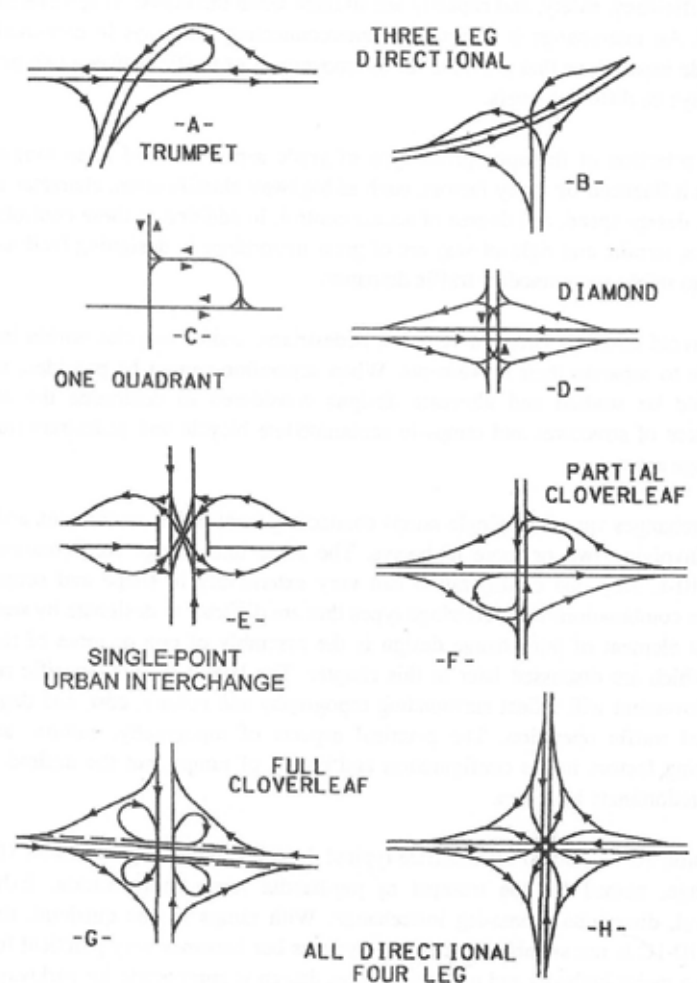 -A-
TRUMPET
THREE LEG
DIRECTIONAL
-B-
-C-
ONE QUADRANT
DIAMOND
-D-
-E-
SINGLE-POINT
URBAN INTERCHANGE
PARTIAL
CLOVERLEAF
-F-
FULL
CLOVERLEAF
-G-
ALL DIRECTIONAL
FOUR LEG
-H-